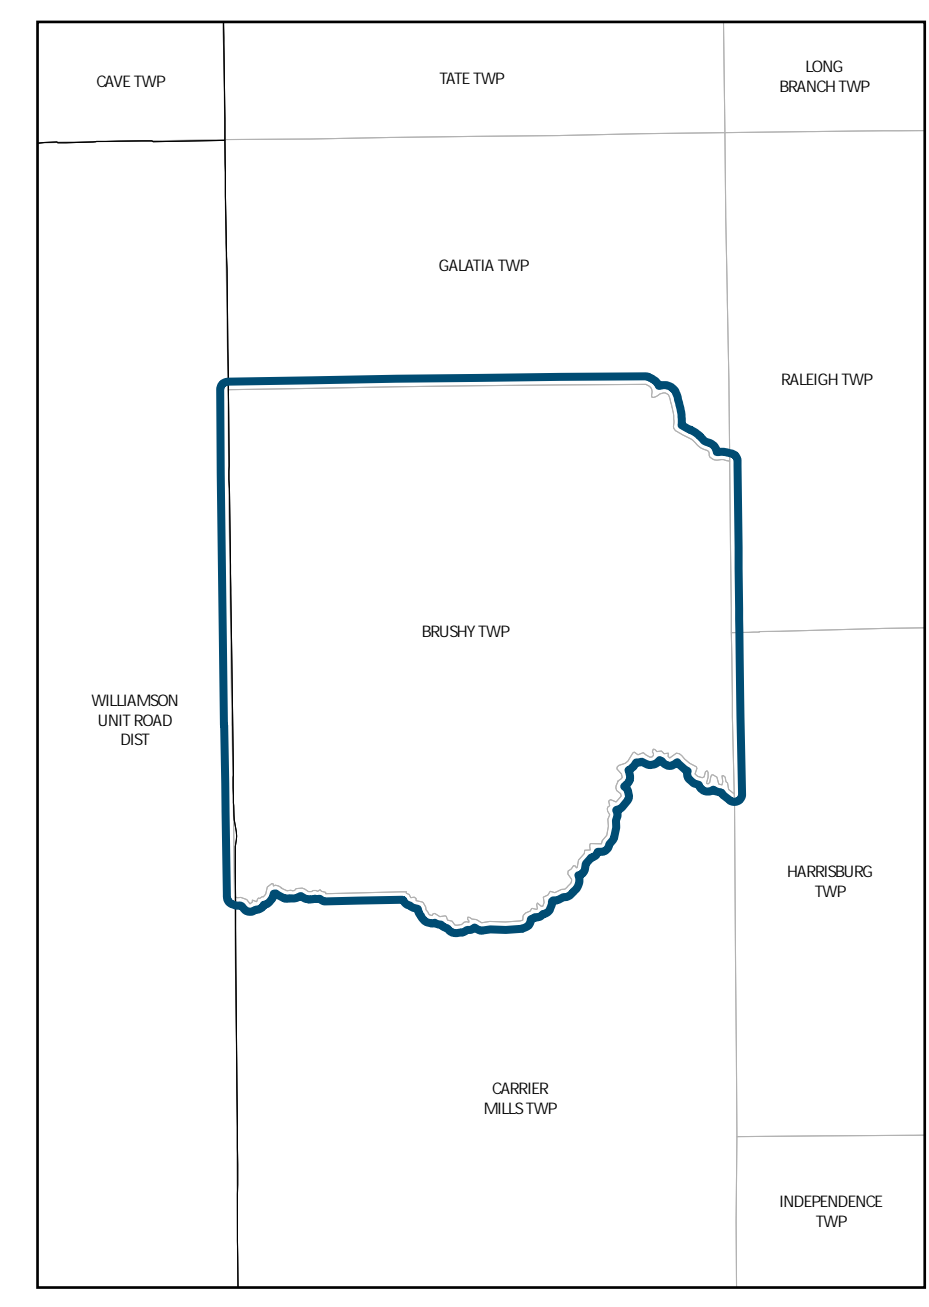 CAVE TWP
TATE TWP
LONG
BRANCH TWP
GALATIA TWP
RALEIGH TWP
BRUSHY TWP
WILLIAMSON
UNIT ROAD
DIST
HARRISBURG
TWP
CARRIER
MILLS TWP
INDEPENDENCE
TWP